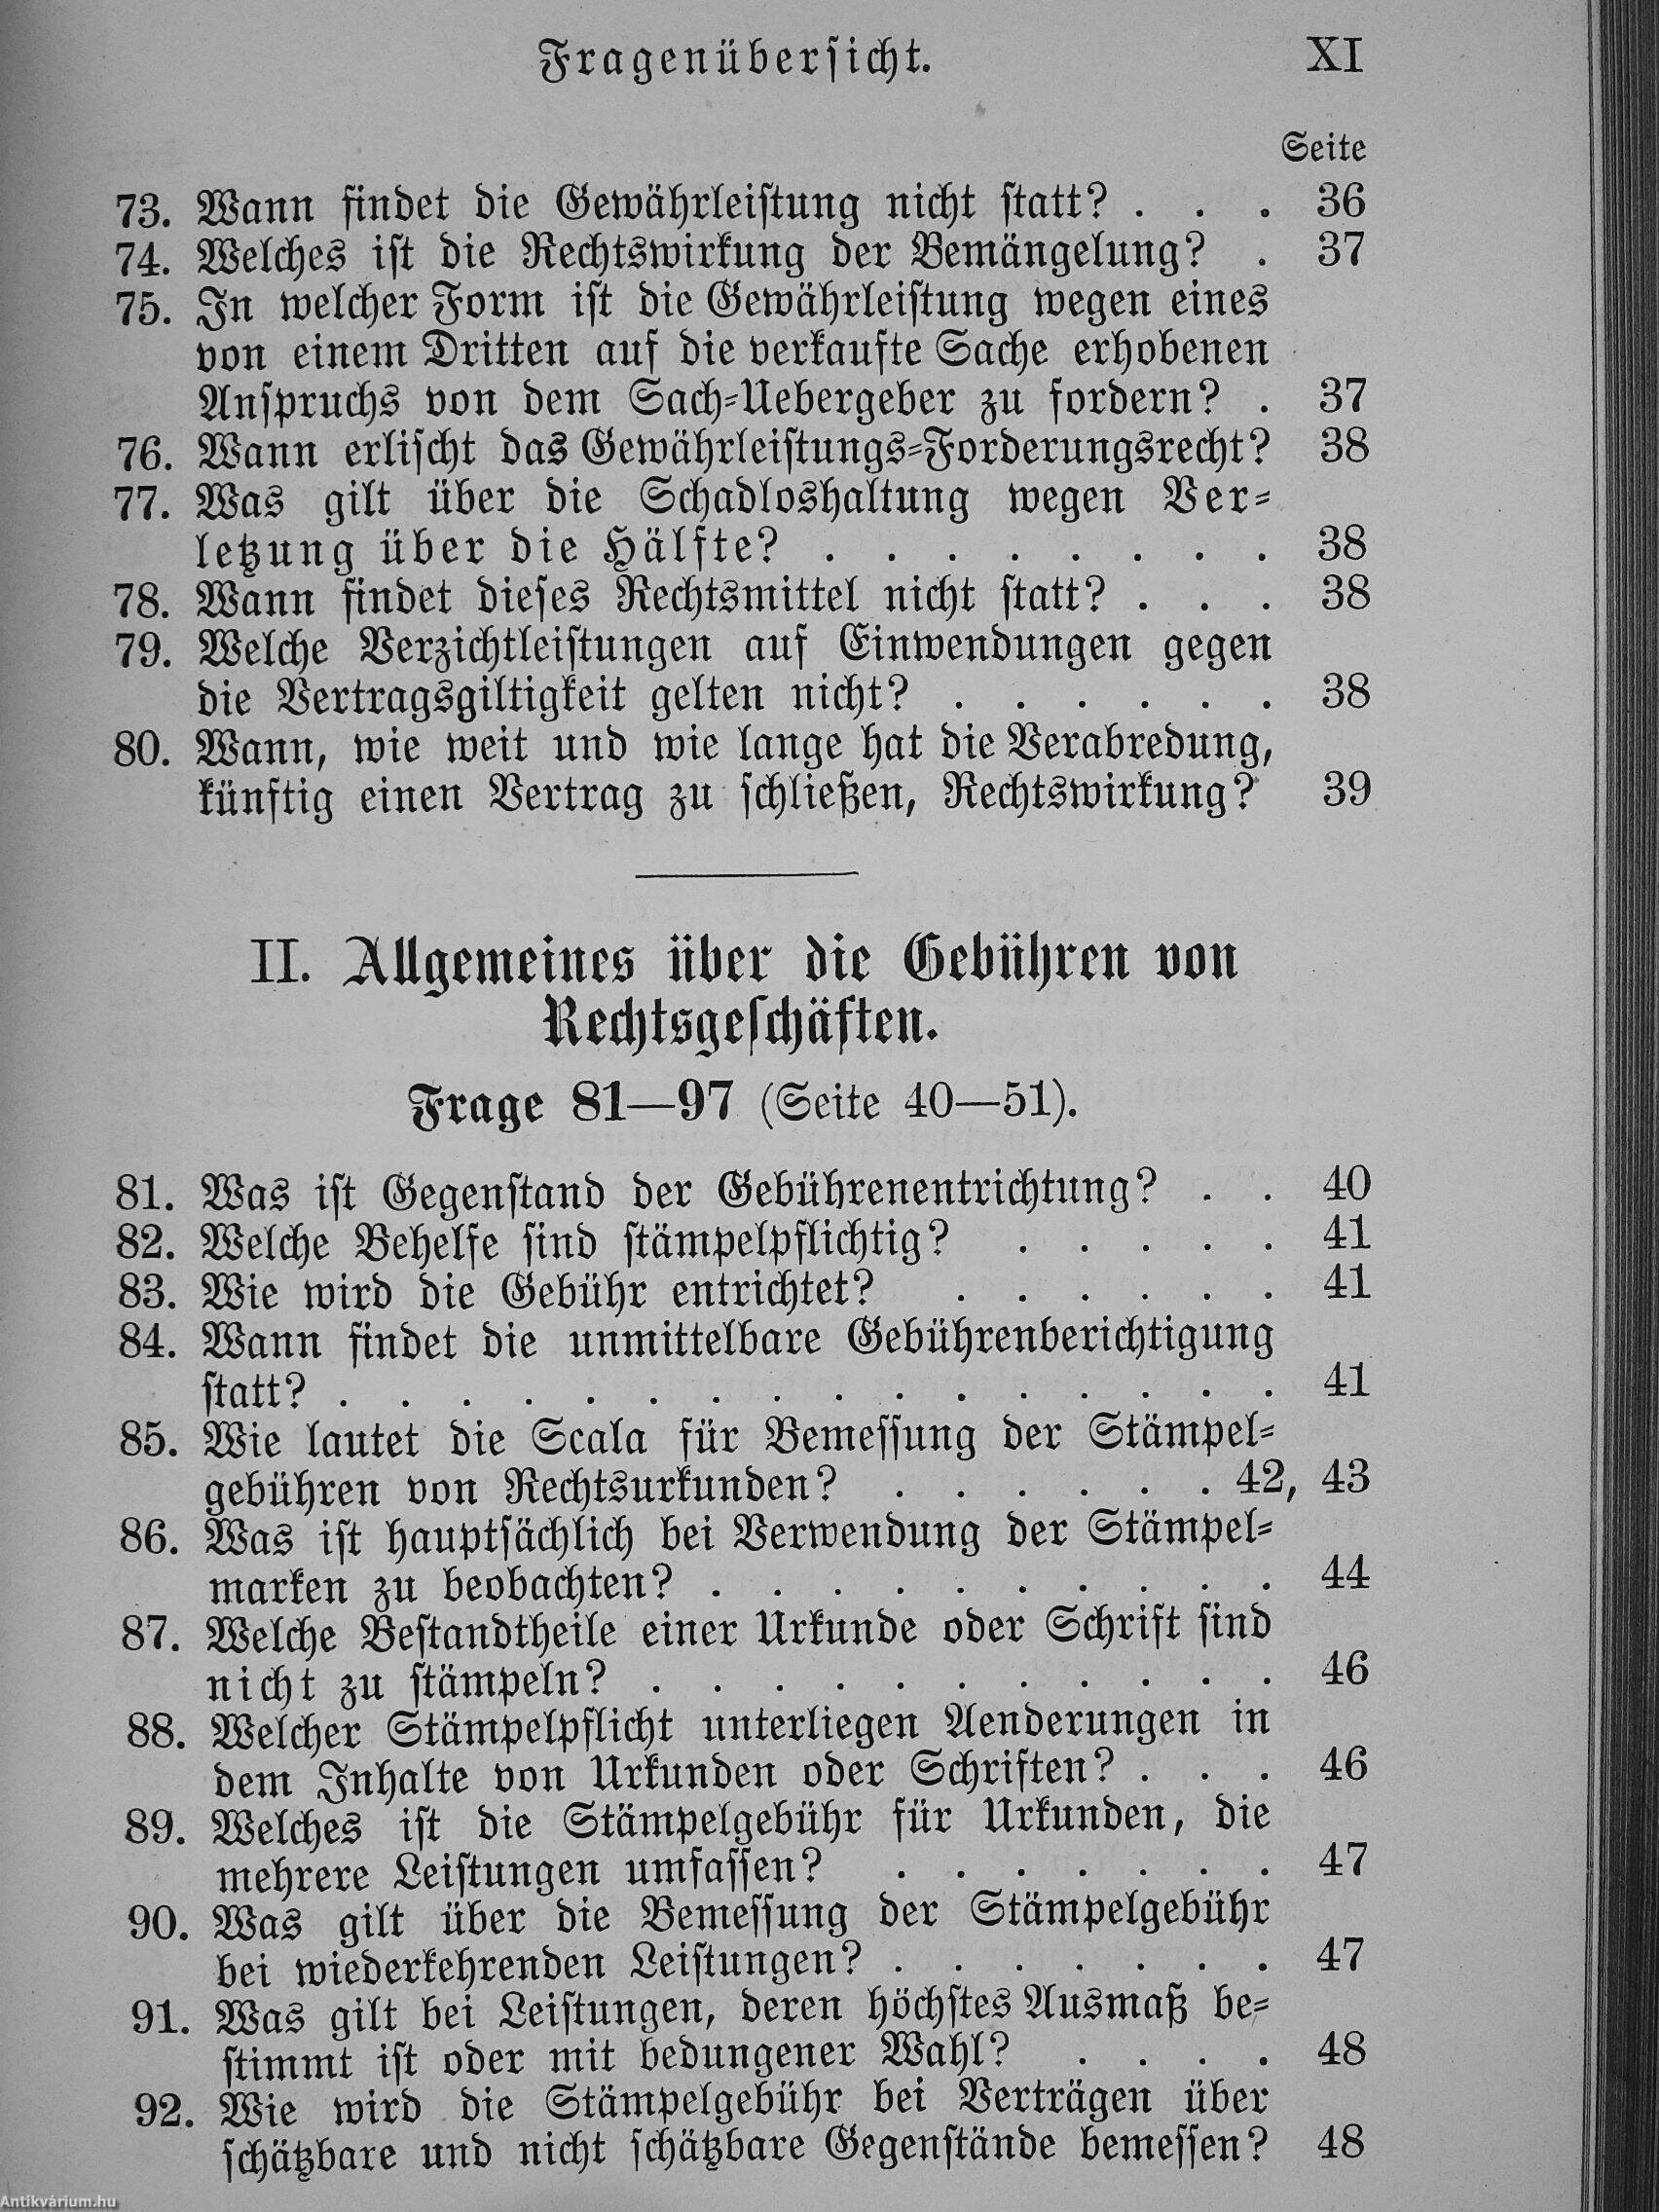 Fragenübersicht. XI
Seite
73. Wann findet die Gewährleistung nicht statt? . . . 36
74. Welches ist die Rechtswirkung der Bemängelung? . 37
75. In welcher Form ist die Gewährleistung wegen eines
von einem Dritten auf die verkaufte Sache erhobenen
Anspruchs von dem Sach-Uebergeber zu fordern? . 37
76. Wann erlischt das Gewährleistungs-Forderungsrecht? 38
77. Was gilt über die Schadloshaltung wegen Ver-
letzung über die Hälfte? . . . . . . . . 38
78. Wann findet dieses Rechtsmittel nicht statt? . . . 38
79. Welche Verzichtleistungen auf Einwendungen gegen
die Vertragsgiltigkeit gelten nicht? . . . . . . 38
80. Wann, wie weit und wie lange hat die Verabredung,
künftig einen Vertrag zu schließen, Rechtswirkung? 39
II. Allgemeines über die Gebühren von
Rechtsgeschäften.
Frage 81—97 (Seite 40—51).
81. Was ist Gegenstand der Gebührenentrichtung? . . 40
82. Welche Behelfe sind stämpelpflichtig? . . . . . 41
83. Wie wird die Gebühr entrichtet? . . . . . . 41
84. Wann findet die unmittelbare Gebührenberichtigung
statt? . . . . . . . . . . . . . . . . 41
85. Wie lautet die Scala für Bemessung der Stämpel-
gebühren von Rechtsurkunden? . . . . . . 42, 43
86. Was ist hauptsächlich bei Verwendung der Stämpel-
marken zu beobachten? . . . . . . . . . . 44
87. Welche Bestandtheile einer Urkunde oder Schrift sind
nicht zu stämpeln? . . . . . . . . . . . 46
88. Welcher Stämpelpflicht unterliegen Aenderungen in
dem Inhalte von Urkunden oder Schriften? . . . 46
89. Welches ist die Stämpelgebühr für Urkunden, die
mehrere Leistungen umfassen? . . . . . . . 47
90. Was gilt über die Bemessung der Stämpelgebühr
bei wiederkehrenden Leistungen? . . . . . . . 47
91. Was gilt bei Leistungen, deren höchstes Ausmaß be-
stimmt ist oder mit bedungener Wahl? . . . . 48
92. Wie wird die Stämpelgebühr bei Verträgen über
schätzbare und nicht schätzbare Gegenstände bemessen? 48
Antikvárium.hu